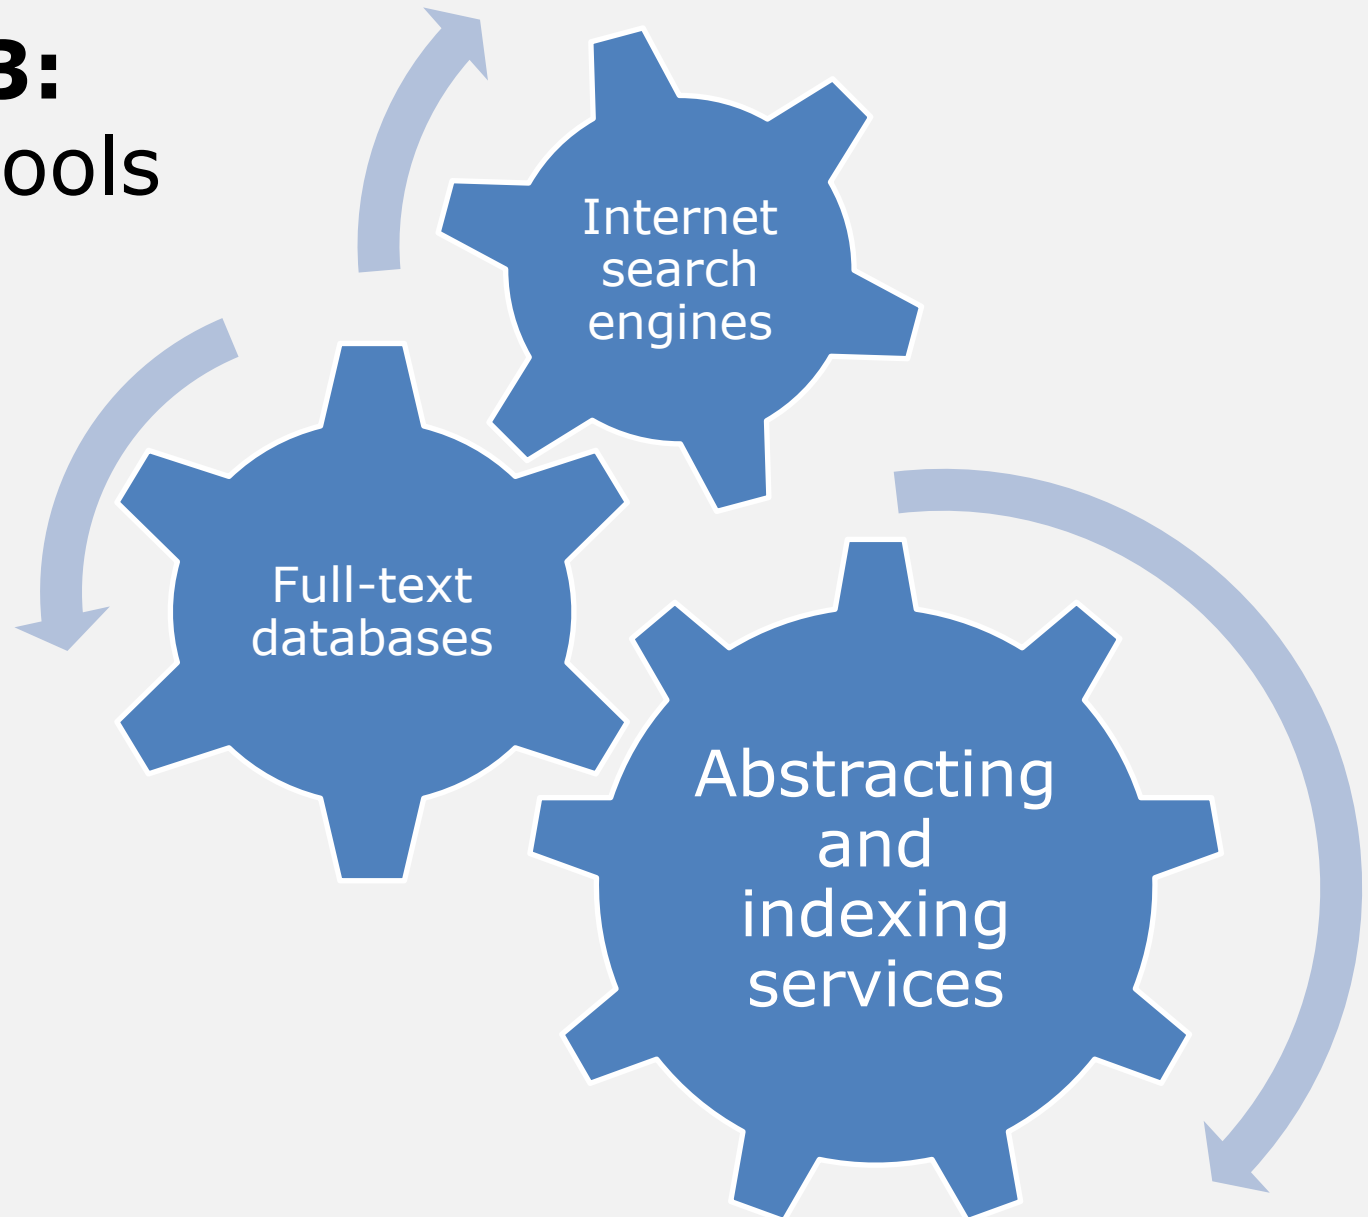 3:
ools
Internet
search
engines
Full-text
databases
Abstracting
and
indexing
services